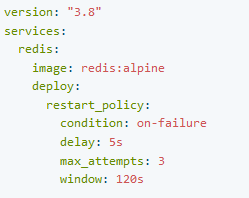 version: "3.8"
services:
  redis:
    image: redis:alpine
    deploy:
      restart_policy:
        condition: on-failure
        delay: 5s
        max_attempts: 3
        window: 120s